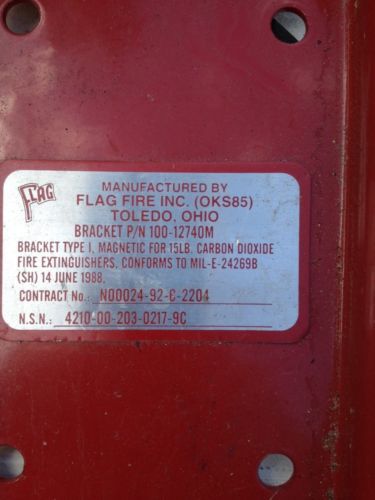 FLAG
MANUFACTURED BY
FLAG FIRE INC. (OKS85)
TOLEDO, OHIO
BRACKET P/N 100-12740M
BRACKET TYPE I, MAGNETIC FOR 15LB. CARBON DIOXIDE
FIRE EXTINGUISHERS. CONFORMS TO MIL-E-24269B
(SH) 14 JUNE 1988.
CONTRACT No.: N00024-92-C-2204
N.S.N.: 4210-00-203-0217-9C